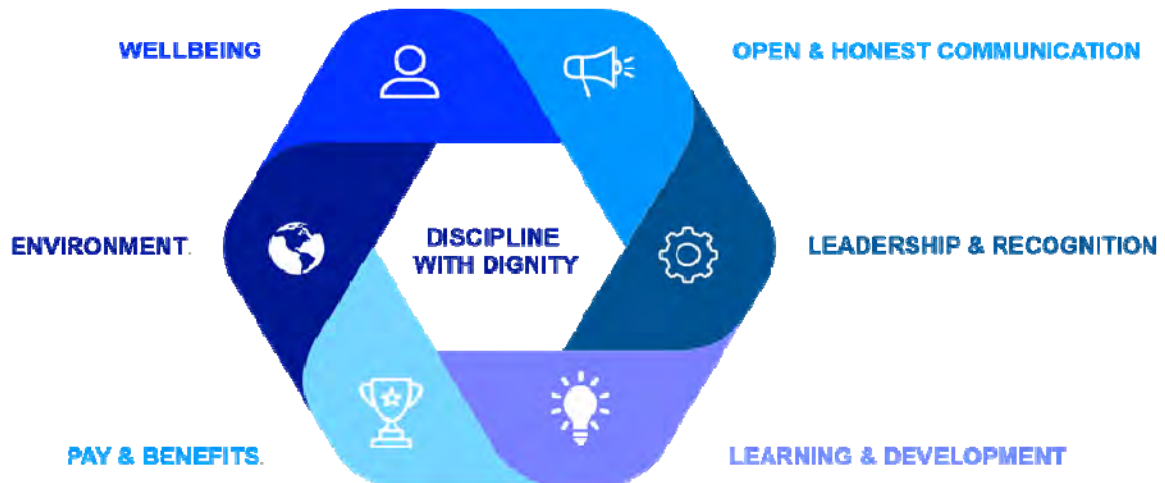 WELLBEING
OPEN & HONEST COMMUNICATION
ENVIRONMENT.
DISCIPLINE
WITH DIGNITY
LEADERSHIP & RECOGNITION
PAY & BENEFITS.
LEARNING & DEVELOPMENT